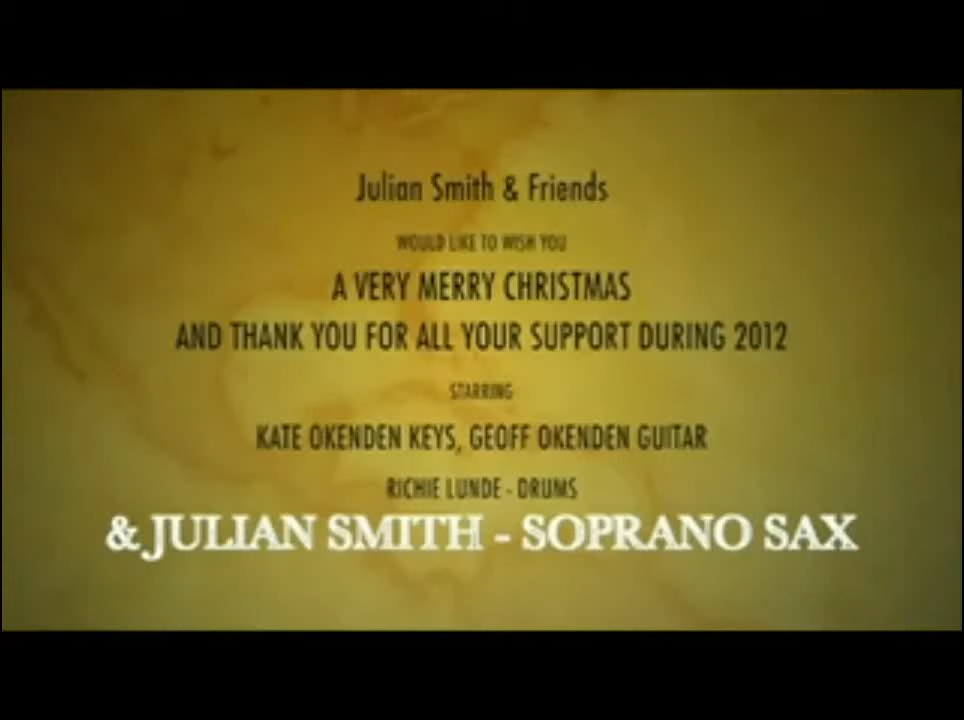 Julian Smith & Friends
WOULD LIKE TO WISH YOU
A VERY MERRY CHRISTMAS
AND THANK YOU FOR ALL YOUR SUPPORT DURING 2012
STARRING
KATE OKENDEN KEYS, GEOFF OKENDEN GUITAR
RICHIE LUNDE - DRUMS
& JULIAN SMITH - SOPRANO SAX